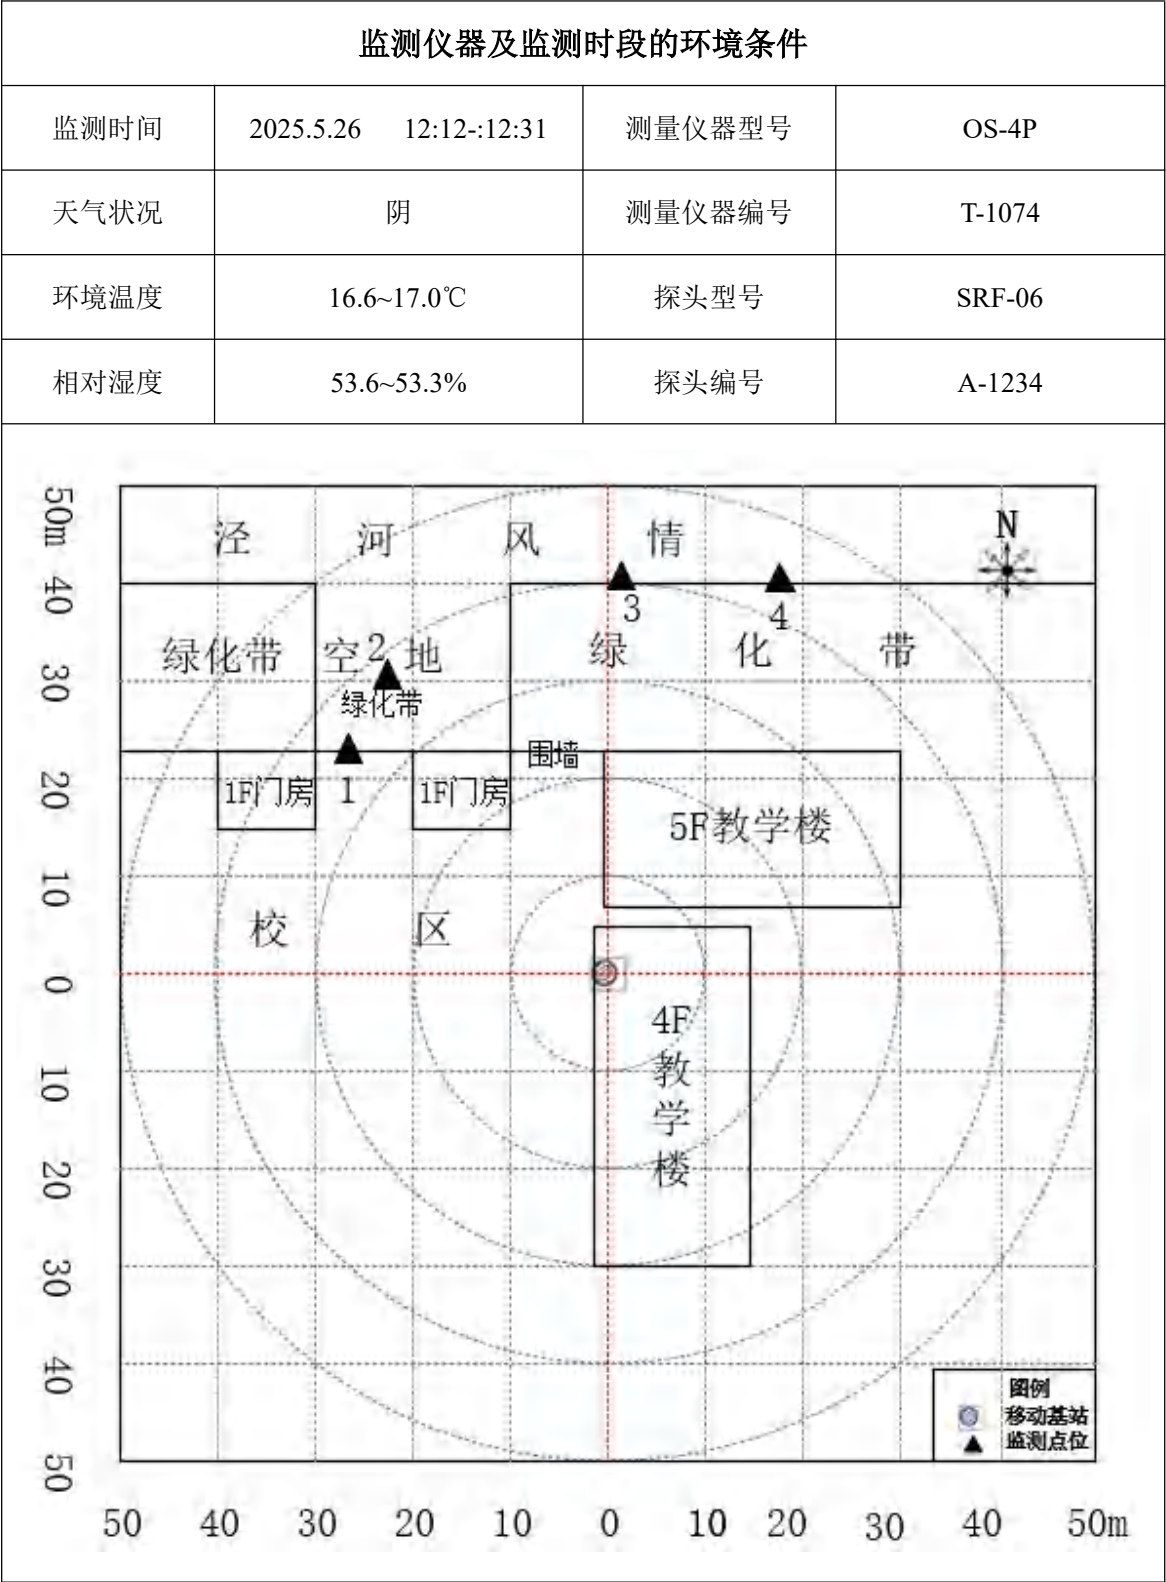 监测仪器及监测时段的环境条件
监测时间 2025.5.26 12:12-:12:31 测量仪器型号 OS-4P
天气状况 阴 测量仪器编号 T-1074
环境温度 16.6~17.0℃ 探头型号 SRF-06
相对湿度 53.6~53.3% 探头编号 A-1234
50m
40
30
20
10
0
10
20
30
40
50
泾河风情
N
3
4
绿化带
空地
2
绿化带
绿化带
围墙
1F门房
1
1F门房
5F教学楼
校区
4F
教
学
楼
图例
移动基站
监测点位
50 40 30 20 10 0 10 20 30 40 50m